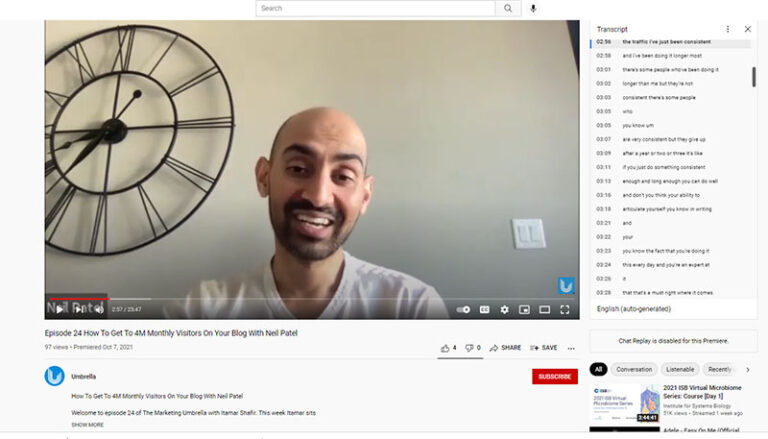 Search
Transcript
02:56 the traffic i've just been consistent
02:58 and i've been doing it longer most
03:01 there's some people who've been doing it
03:02 longer than me but they're not
03:03 consistent there's some people
03:05 who
03:05 you know um
03:07 are very consistent but they give up
03:09 after a year or two or three it's like
03:11 if you just do something consistent
03:13 enough and long enough you can do well
03:16 and don't you think your ability to
03:18 articulate yourself you know in writing
03:21 and
03:22 your
03:23 you know the fact that you're doing it
03:24 this every day and you're an expert at
03:26 it
03:28 that that's a must right where it comes
English (auto-generated)
Neil Patel
2:57 / 23:47
CC
Episode 24 How To Get To 4M Monthly Visitors On Your Blog With Neil Patel
97 views • Premiered Oct 7, 2021
4
0
SHARE
SAVE
Umbrella
SUBSCRIBE
How To Get To 4M Monthly Visitors On Your Blog With Neil Patel
Welcome to episode 24 of The Marketing Umbrella with Itamar Shafir. This week Itamar sits
SHOW MORE
Chat Replay is disabled for this Premiere.
All
Conversation
Listenable
Recently
2021 ISB Virtual Microbiome
Series: Course [Day 1]
Institute for Systems Biology
51K views • Streamed 1 week ago
3:44:41
Adele - Easy On Me (Official